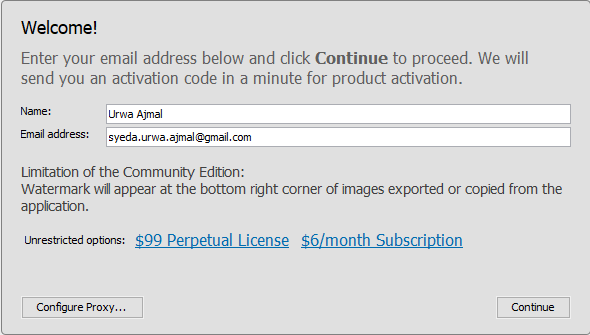 Welcome!
Enter your email address below and click Continue to proceed. We will
send you an activation code in a minute for product activation.
Name: Urwa Ajmal
Email address: syeda.urwa.ajmal@gmail.com
Limitation of the Community Edition:
Watermark will appear at the bottom right corner of images exported or copied from the
application.
Unrestricted options: $99 Perpetual License $6/month Subscription
Configure Proxy... Continue